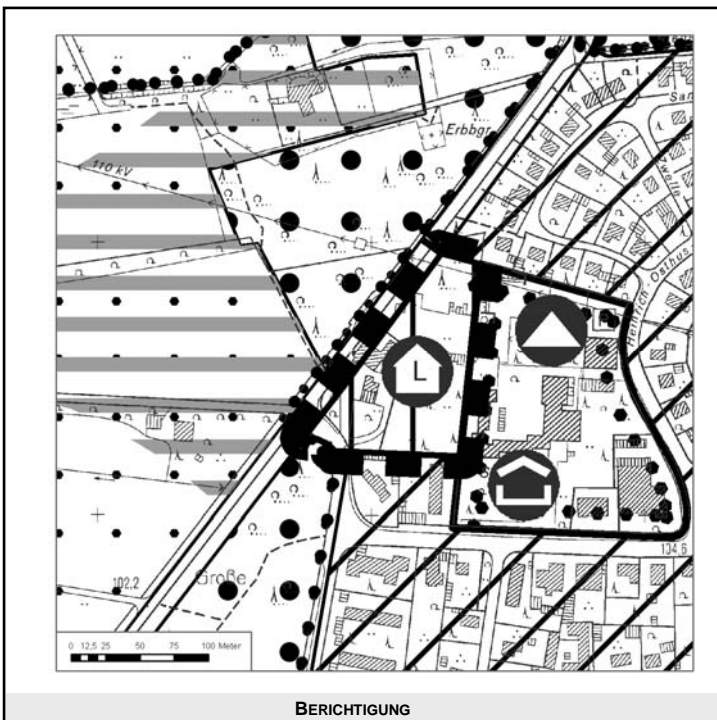 Erbbgr.
110 kV
Heinrich-Osthus
L
104,6
102,2
Große
0 12,5 25 50 75 100 Meter
BERICHTIGUNG